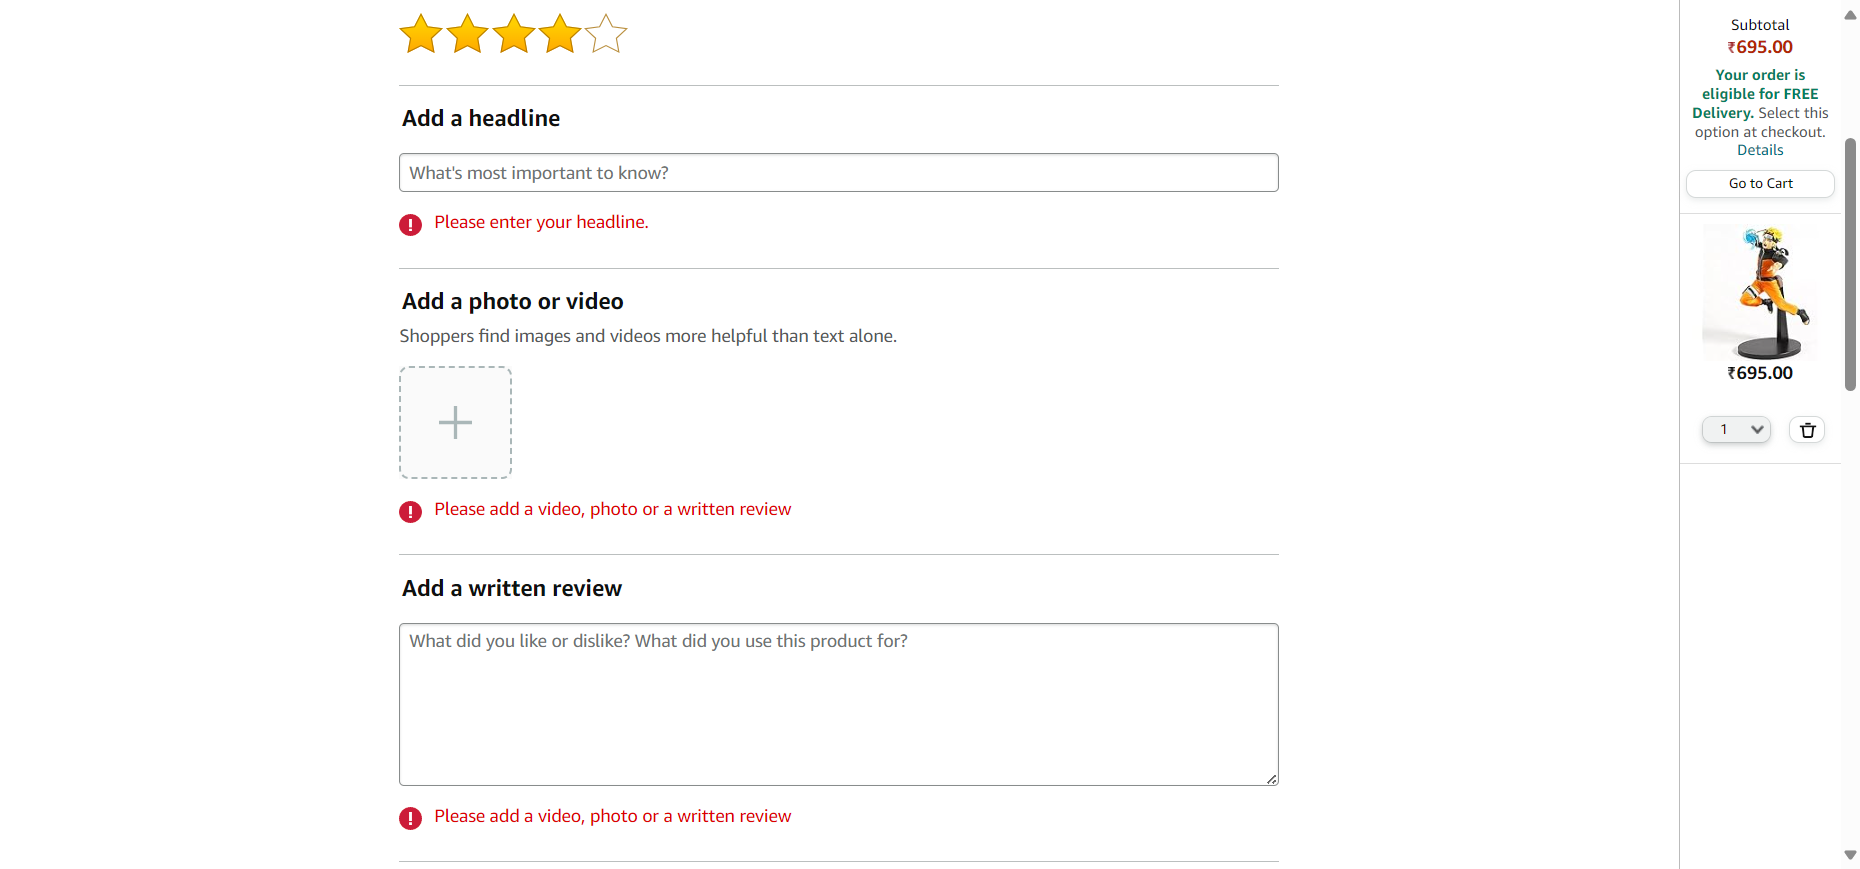 Add a headline
What's most important to know?
Please enter your headline.
Add a photo or video
Shoppers find images and videos more helpful than text alone.
Please add a video, photo or a written review
Add a written review
What did you like or dislike? What did you use this product for?
Please add a video, photo or a written review
Subtotal
₹695.00
Your order is
eligible for FREE
Delivery. Select this
option at checkout.
Details
Go to Cart
₹695.00
1